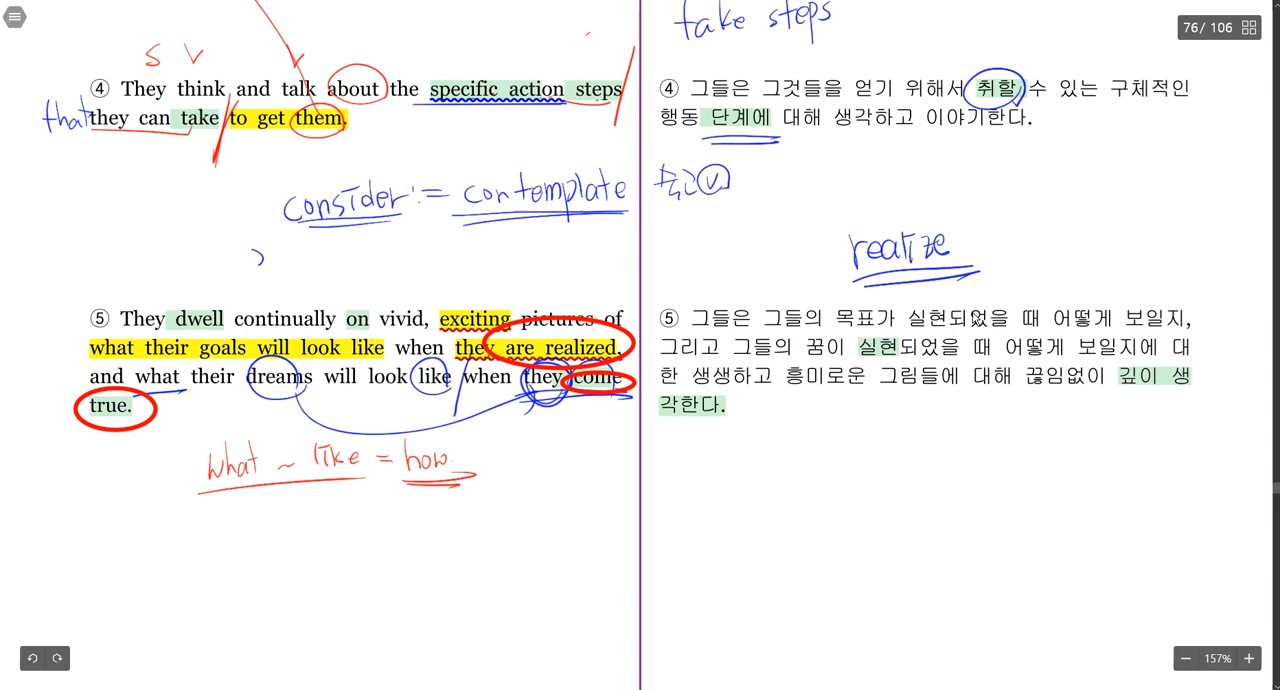 take steps
76 / 106
S V V
④ They think and talk about the specific action steps
that they can take to get them.
④ 그들은 그것들을 얻기 위해서 취할 수 있는 구체적인
행동 단계에 대해 생각하고 이야기한다.
consider := contemplate
realize
⑤ They dwell continually on vivid, exciting pictures of
what their goals will look like when they are realized,
and what their dreams will look like when they come
true.
⑤ 그들은 그들의 목표가 실현되었을 때 어떻게 보일지,
그리고 그들의 꿈이 실현되었을 때 어떻게 보일지에 대
한 생생하고 흥미로운 그림들에 대해 끊임없이 깊이 생
각한다.
what ~ like = how
157%